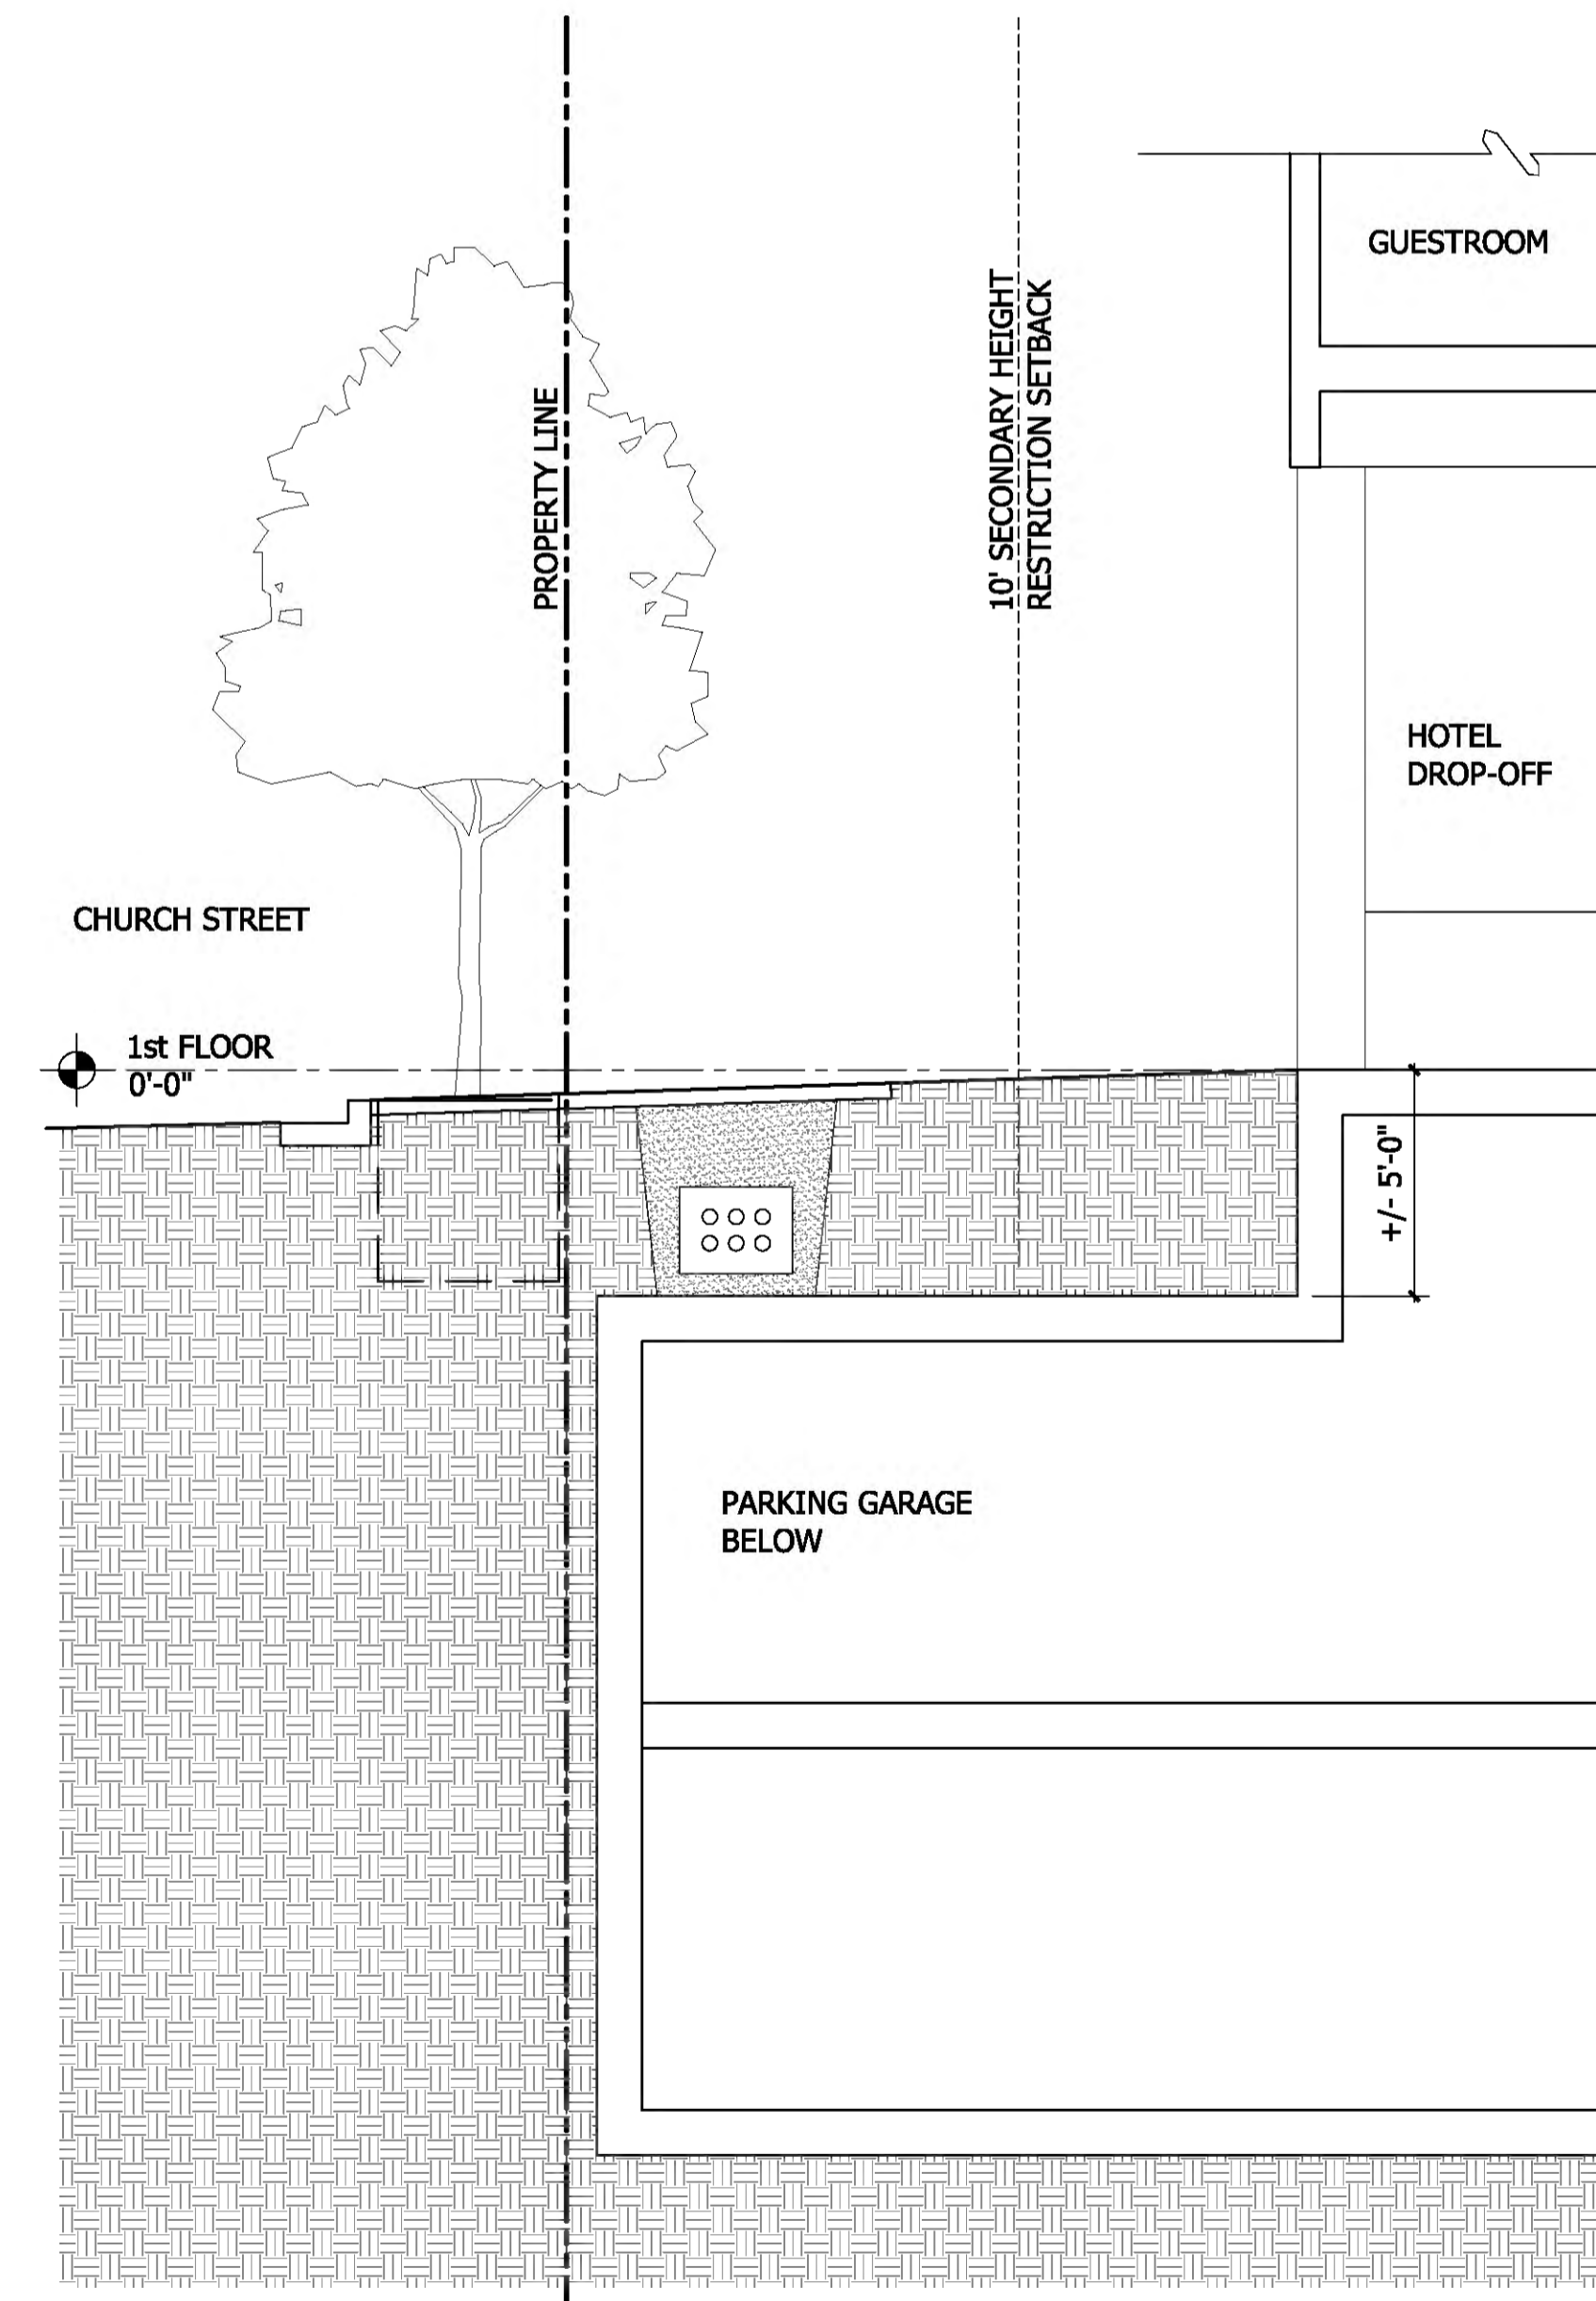 GUESTROOM
10' SECONDARY HEIGHT
RESTRICTION SETBACK
PROPERTY LINE
HOTEL
DROP-OFF
CHURCH STREET
1st FLOOR
0'-0"
+/- 5'-0"
PARKING GARAGE
BELOW